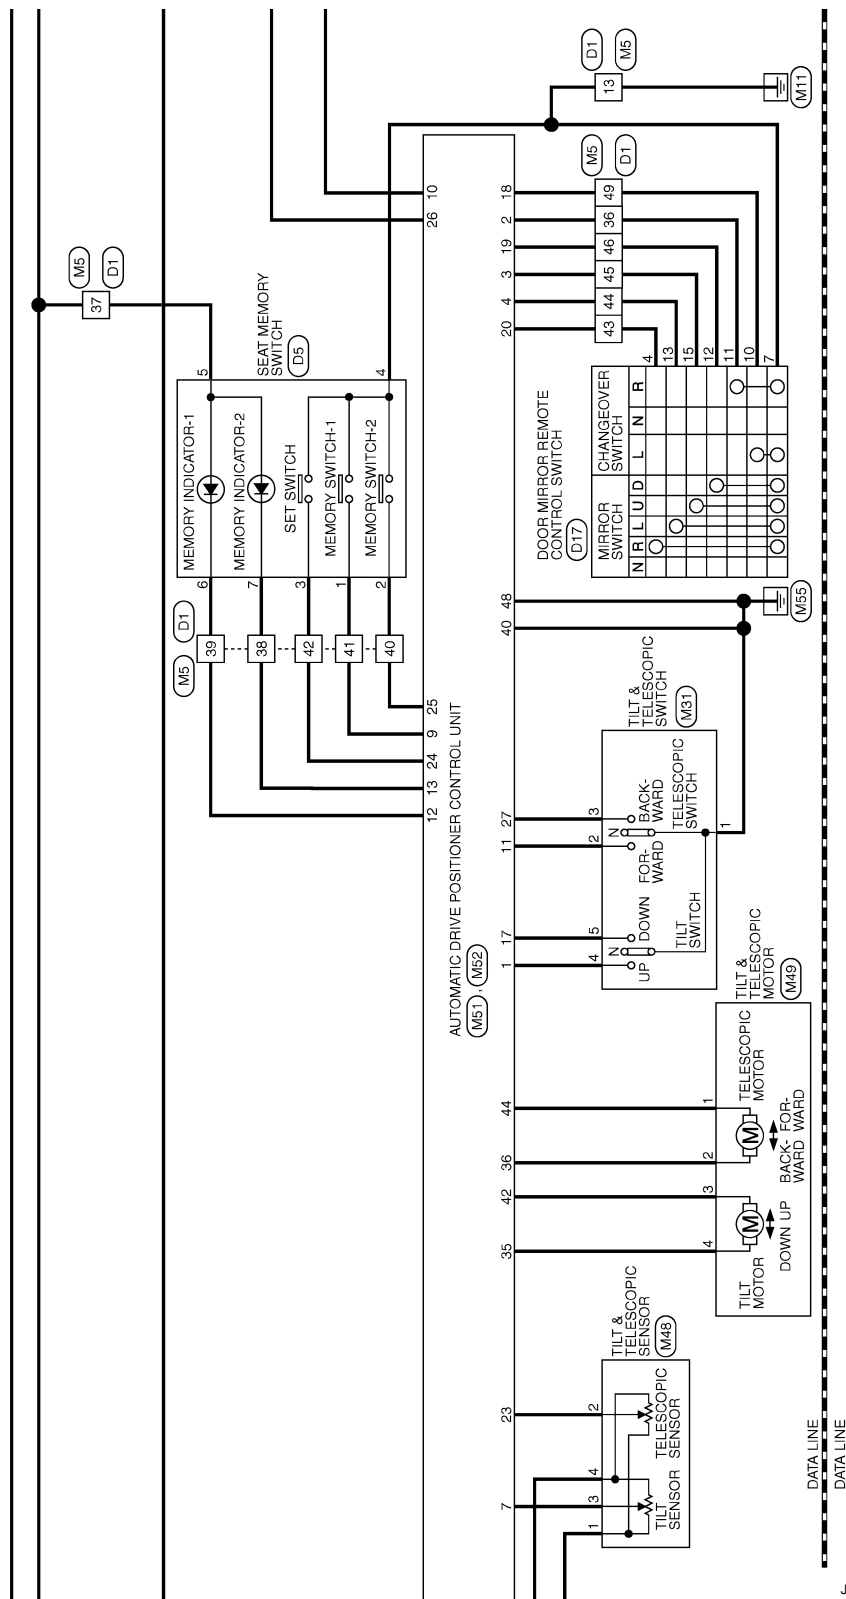 D1
M5
13
M11
M5
D1
10
26
18
49
2
36
19
46
3
45
4
44
20
43
M5
D1
37
SEAT MEMORY
SWITCH
D5
5
4
MEMORY INDICATOR-1
MEMORY INDICATOR-2
SET SWITCH
MEMORY SWITCH-1
MEMORY SWITCH-2
6
7
3
1
2
D1
M5
39
38
42
41
40
25
9
24
13
12
4
13
15
12
11
10
7
DOOR MIRROR REMOTE
CONTROL SWITCH
D17
MIRROR
SWITCH
CHANGEOVER
SWITCH
N
R
L
U
D
L
N
R
48
40
M55
AUTOMATIC DRIVE POSITIONER CONTROL UNIT
M51 , M52
TILT &
TELESCOPIC
SWITCH
M31
27
3
11
2
17
5
1
4
1
BACK-
WARD
N
FOR-
WARD
TELESCOPIC
SWITCH
DOWN
N
UP
TILT
SWITCH
TILT &
TELESCOPIC
MOTOR
M49
44
1
36
2
42
3
35
4
TELESCOPIC
MOTOR
M
BACK-
WARD
FOR-
WARD
M
DOWN UP
TILT
MOTOR
TILT &
TELESCOPIC
SENSOR
M48
23
2
4
7
3
1
TELESCOPIC
SENSOR
TILT
SENSOR
DATA LINE
DATA LINE
J